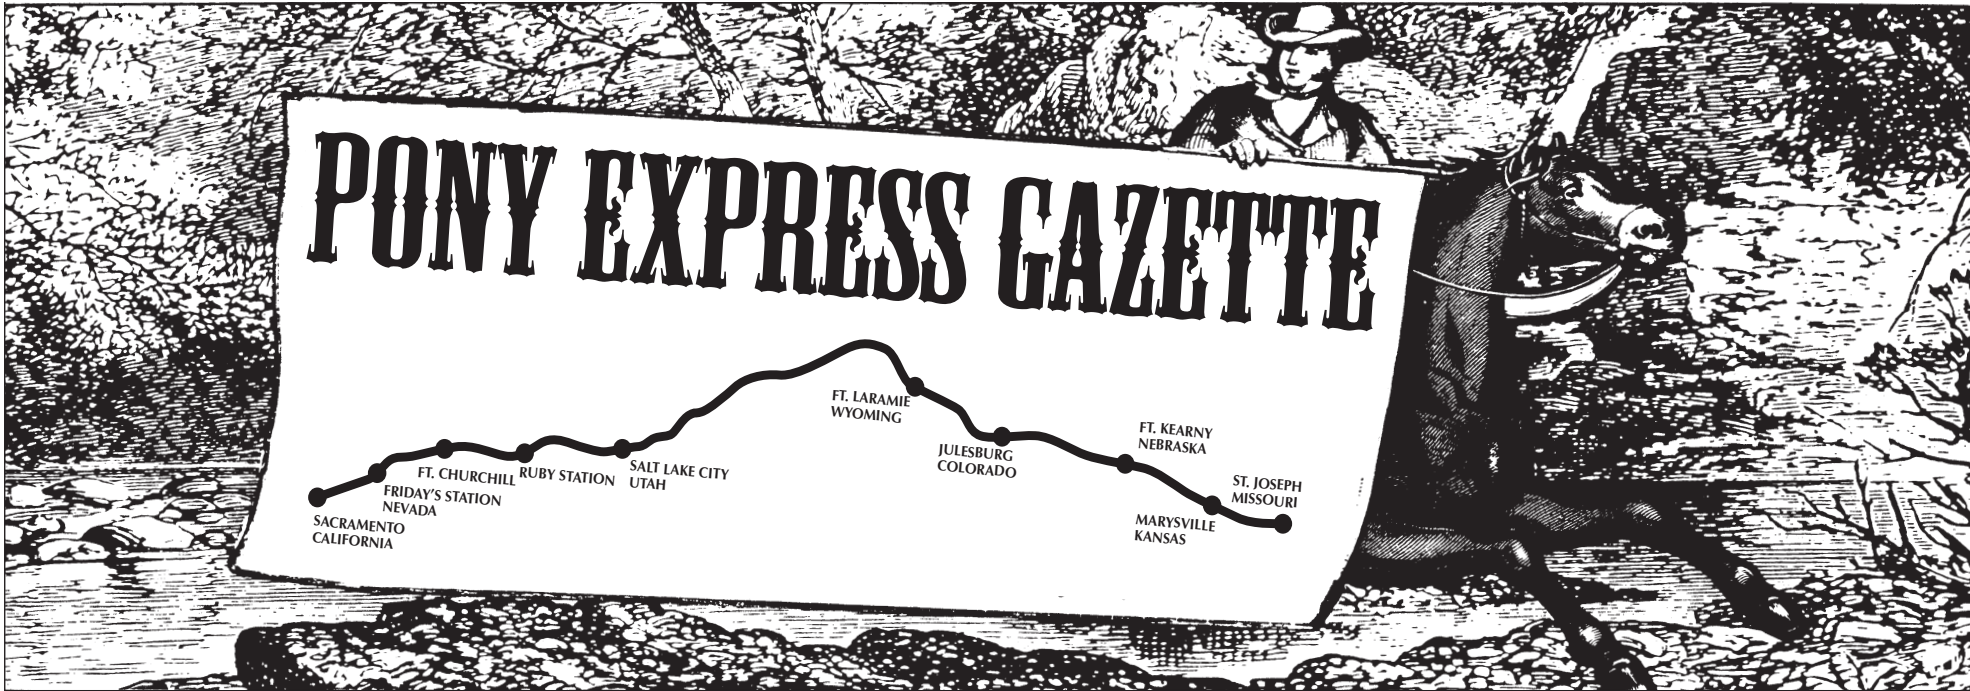 PONY EXPRESS GAZETTE
FT. LARAMIE
WYOMING
FT. KEARNY
NEBRASKA
JULESBURG
COLORADO
FT. CHURCHILL
RUBY STATION
SALT LAKE CITY
UTAH
ST. JOSEPH
MISSOURI
FRIDAY'S STATION
NEVADA
SACRAMENTO
CALIFORNIA
MARYSVILLE
KANSAS